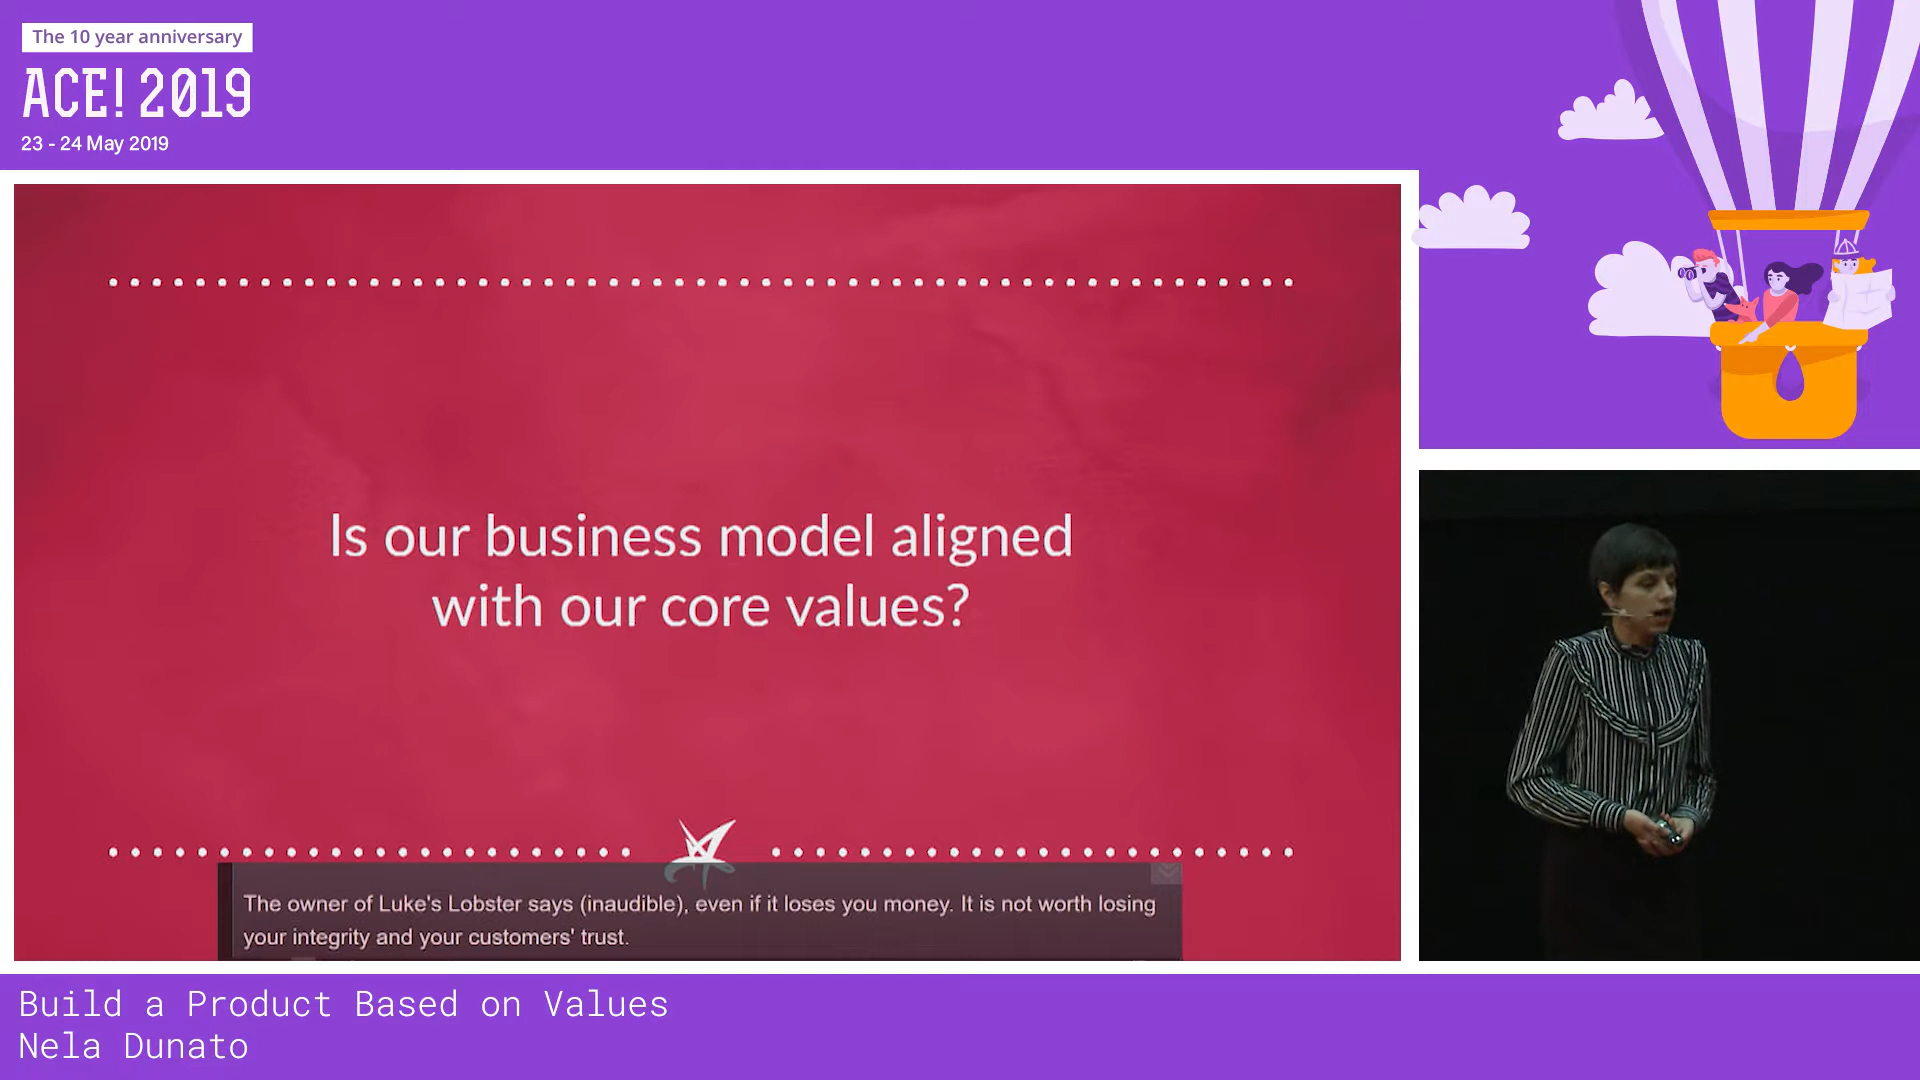 The 10 year anniversary
ACE! 2019
23 - 24 May 2019
Is our business model aligned
with our core values?
The owner of Luke's Lobster says (inaudible), even if it loses you money. It is not worth losing
your integrity and your customers' trust.
Build a Product Based on Values
Nela Dunato